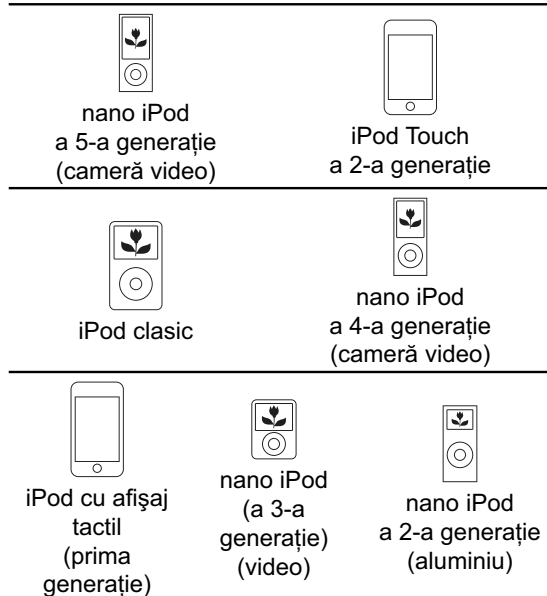 nano iPod
a 5-a generație
(cameră video)
iPod Touch
a 2-a generație
iPod clasic
nano iPod
a 4-a generație
(cameră video)
iPod cu afişaj
tactil
(prima
generație)
nano iPod
(a 3-a
generație)
(video)
nano iPod
a 2-a generație
(aluminiu)